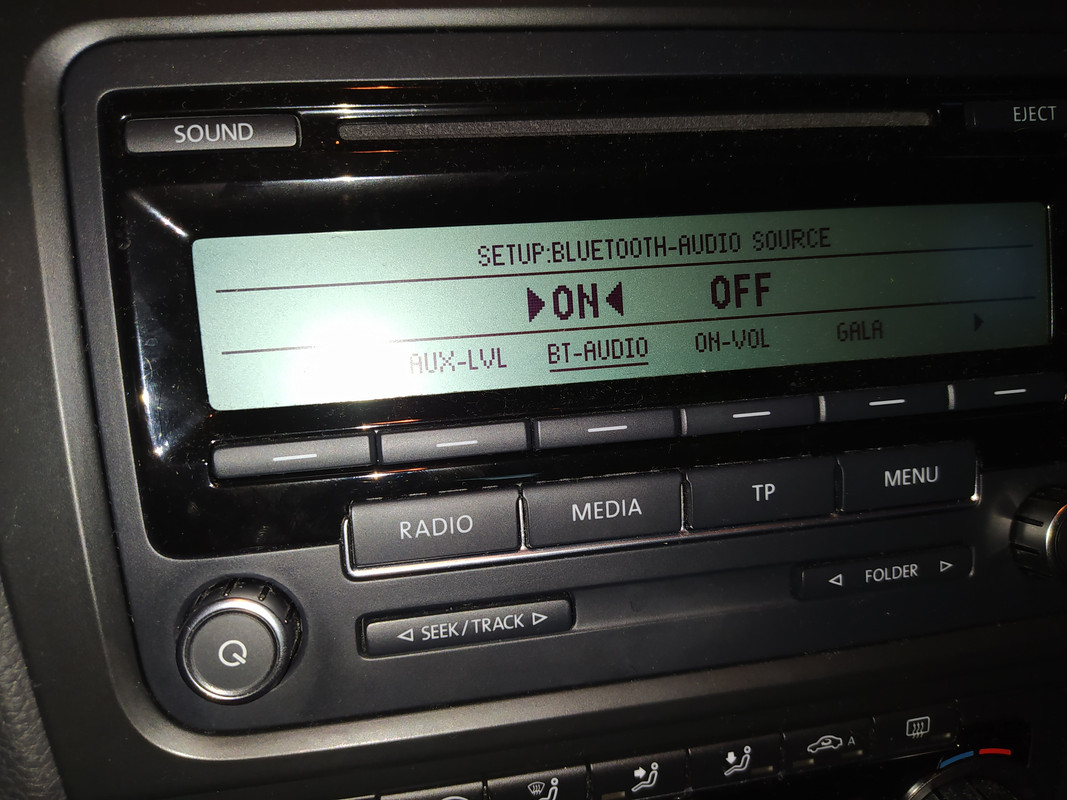 SOUND
EJECT
SETUP:BLUETOOTH-AUDIO SOURCE
ON OFF
AUX-LVL BT-AUDIO ON-VOL GALA
RADIO MEDIA TP MENU
SEEK/TRACK FOLDER
A